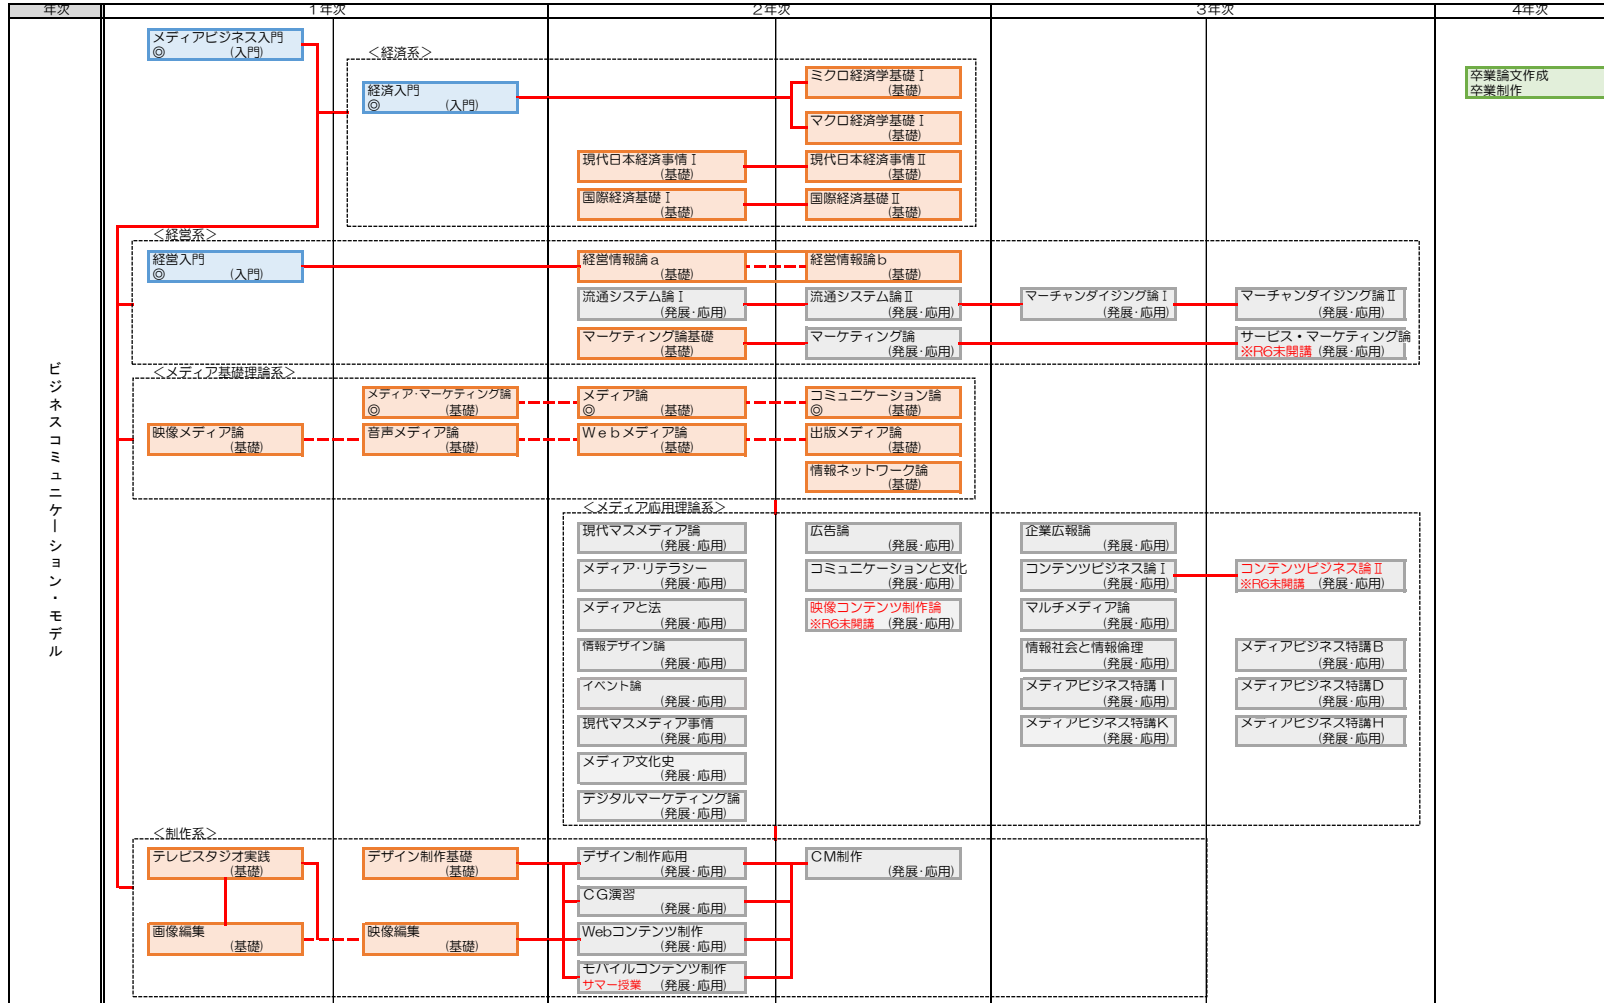 年次
1年次
2年次
3年次
4年次
ビジネスコミュニケーション・モデル
メディアビジネス入門
◎ (入門)
＜経済系＞
経済入門
◎ (入門)
ミクロ経済学基礎Ⅰ
(基礎)
マクロ経済学基礎Ⅰ
(基礎)
現代日本経済事情Ⅰ
(基礎)
現代日本経済事情Ⅱ
(基礎)
国際経済基礎Ⅰ
(基礎)
国際経済基礎Ⅱ
(基礎)
卒業論文作成
卒業制作
＜経営系＞
経営入門
◎ (入門)
経営情報論a
(基礎)
経営情報論b
(基礎)
流通システム論Ⅰ
(発展・応用)
流通システム論Ⅱ
(発展・応用)
マーチャンダイジング論Ⅰ
(発展・応用)
マーチャンダイジング論Ⅱ
(発展・応用)
マーケティング論基礎
(基礎)
マーケティング論
(発展・応用)
サービス・マーケティング論
※R6未開講 (発展・応用)
＜メディア基礎理論系＞
メディア・マーケティング論
◎ (基礎)
メディア論
◎ (基礎)
コミュニケーション論
◎ (基礎)
映像メディア論
(基礎)
音声メディア論
(基礎)
Webメディア論
(基礎)
出版メディア論
(基礎)
情報ネットワーク論
(基礎)
＜メディア応用理論系＞
現代マスメディア論
(発展・応用)
広告論
(発展・応用)
企業広報論
(発展・応用)
メディア・リテラシー
(発展・応用)
コミュニケーションと文化
(発展・応用)
コンテンツビジネス論Ⅰ
(発展・応用)
コンテンツビジネス論Ⅱ
※R6未開講 (発展・応用)
メディアと法
(発展・応用)
映像コンテンツ制作論
※R6未開講 (発展・応用)
マルチメディア論
(発展・応用)
情報デザイン論
(発展・応用)
情報社会と情報倫理
(発展・応用)
メディアビジネス特講B
(発展・応用)
イベント論
(発展・応用)
メディアビジネス特講I
(発展・応用)
メディアビジネス特講D
(発展・応用)
現代マスメディア事情
(発展・応用)
メディアビジネス特講K
(発展・応用)
メディアビジネス特講H
(発展・応用)
メディア文化史
(発展・応用)
デジタルマーケティング論
(発展・応用)
＜制作系＞
テレビスタジオ実践
(基礎)
デザイン制作基礎
(基礎)
デザイン制作応用
(発展・応用)
CM制作
(発展・応用)
CG演習
(発展・応用)
画像編集
(基礎)
映像編集
(基礎)
Webコンテンツ制作
(発展・応用)
モバイルコンテンツ制作
サマー授業 (発展・応用)